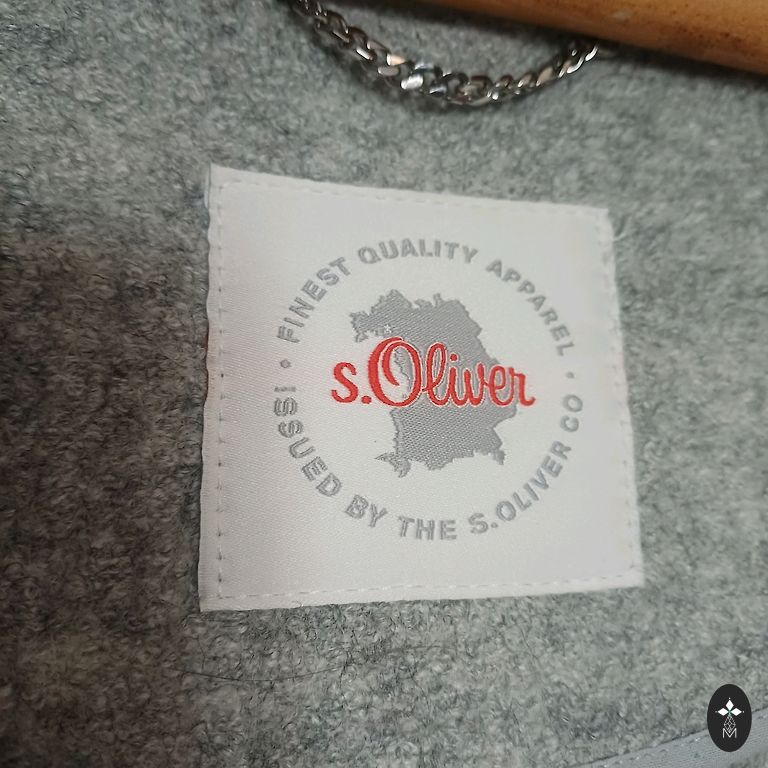 FINEST QUALITY APPAREL •
s.Oliver
ISSUED BY THE S.OLIVER CO •
M